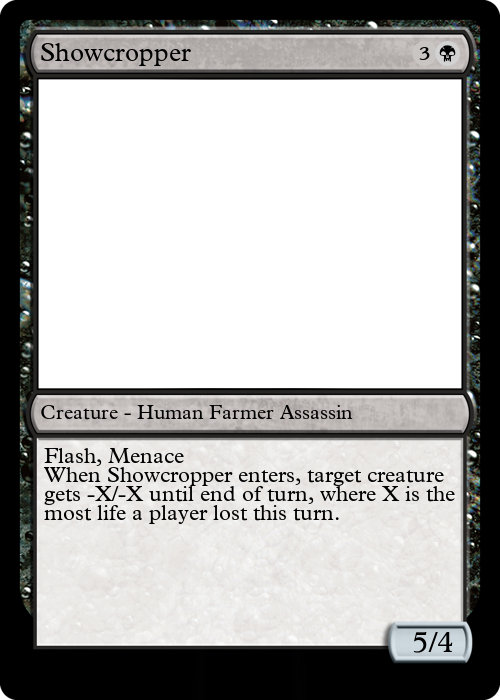 Showcropper 3
Creature - Human Farmer Assassin
Flash, Menace
When Showcropper enters, target creature
gets -X/-X until end of turn, where X is the
most life a player lost this turn.
5/4